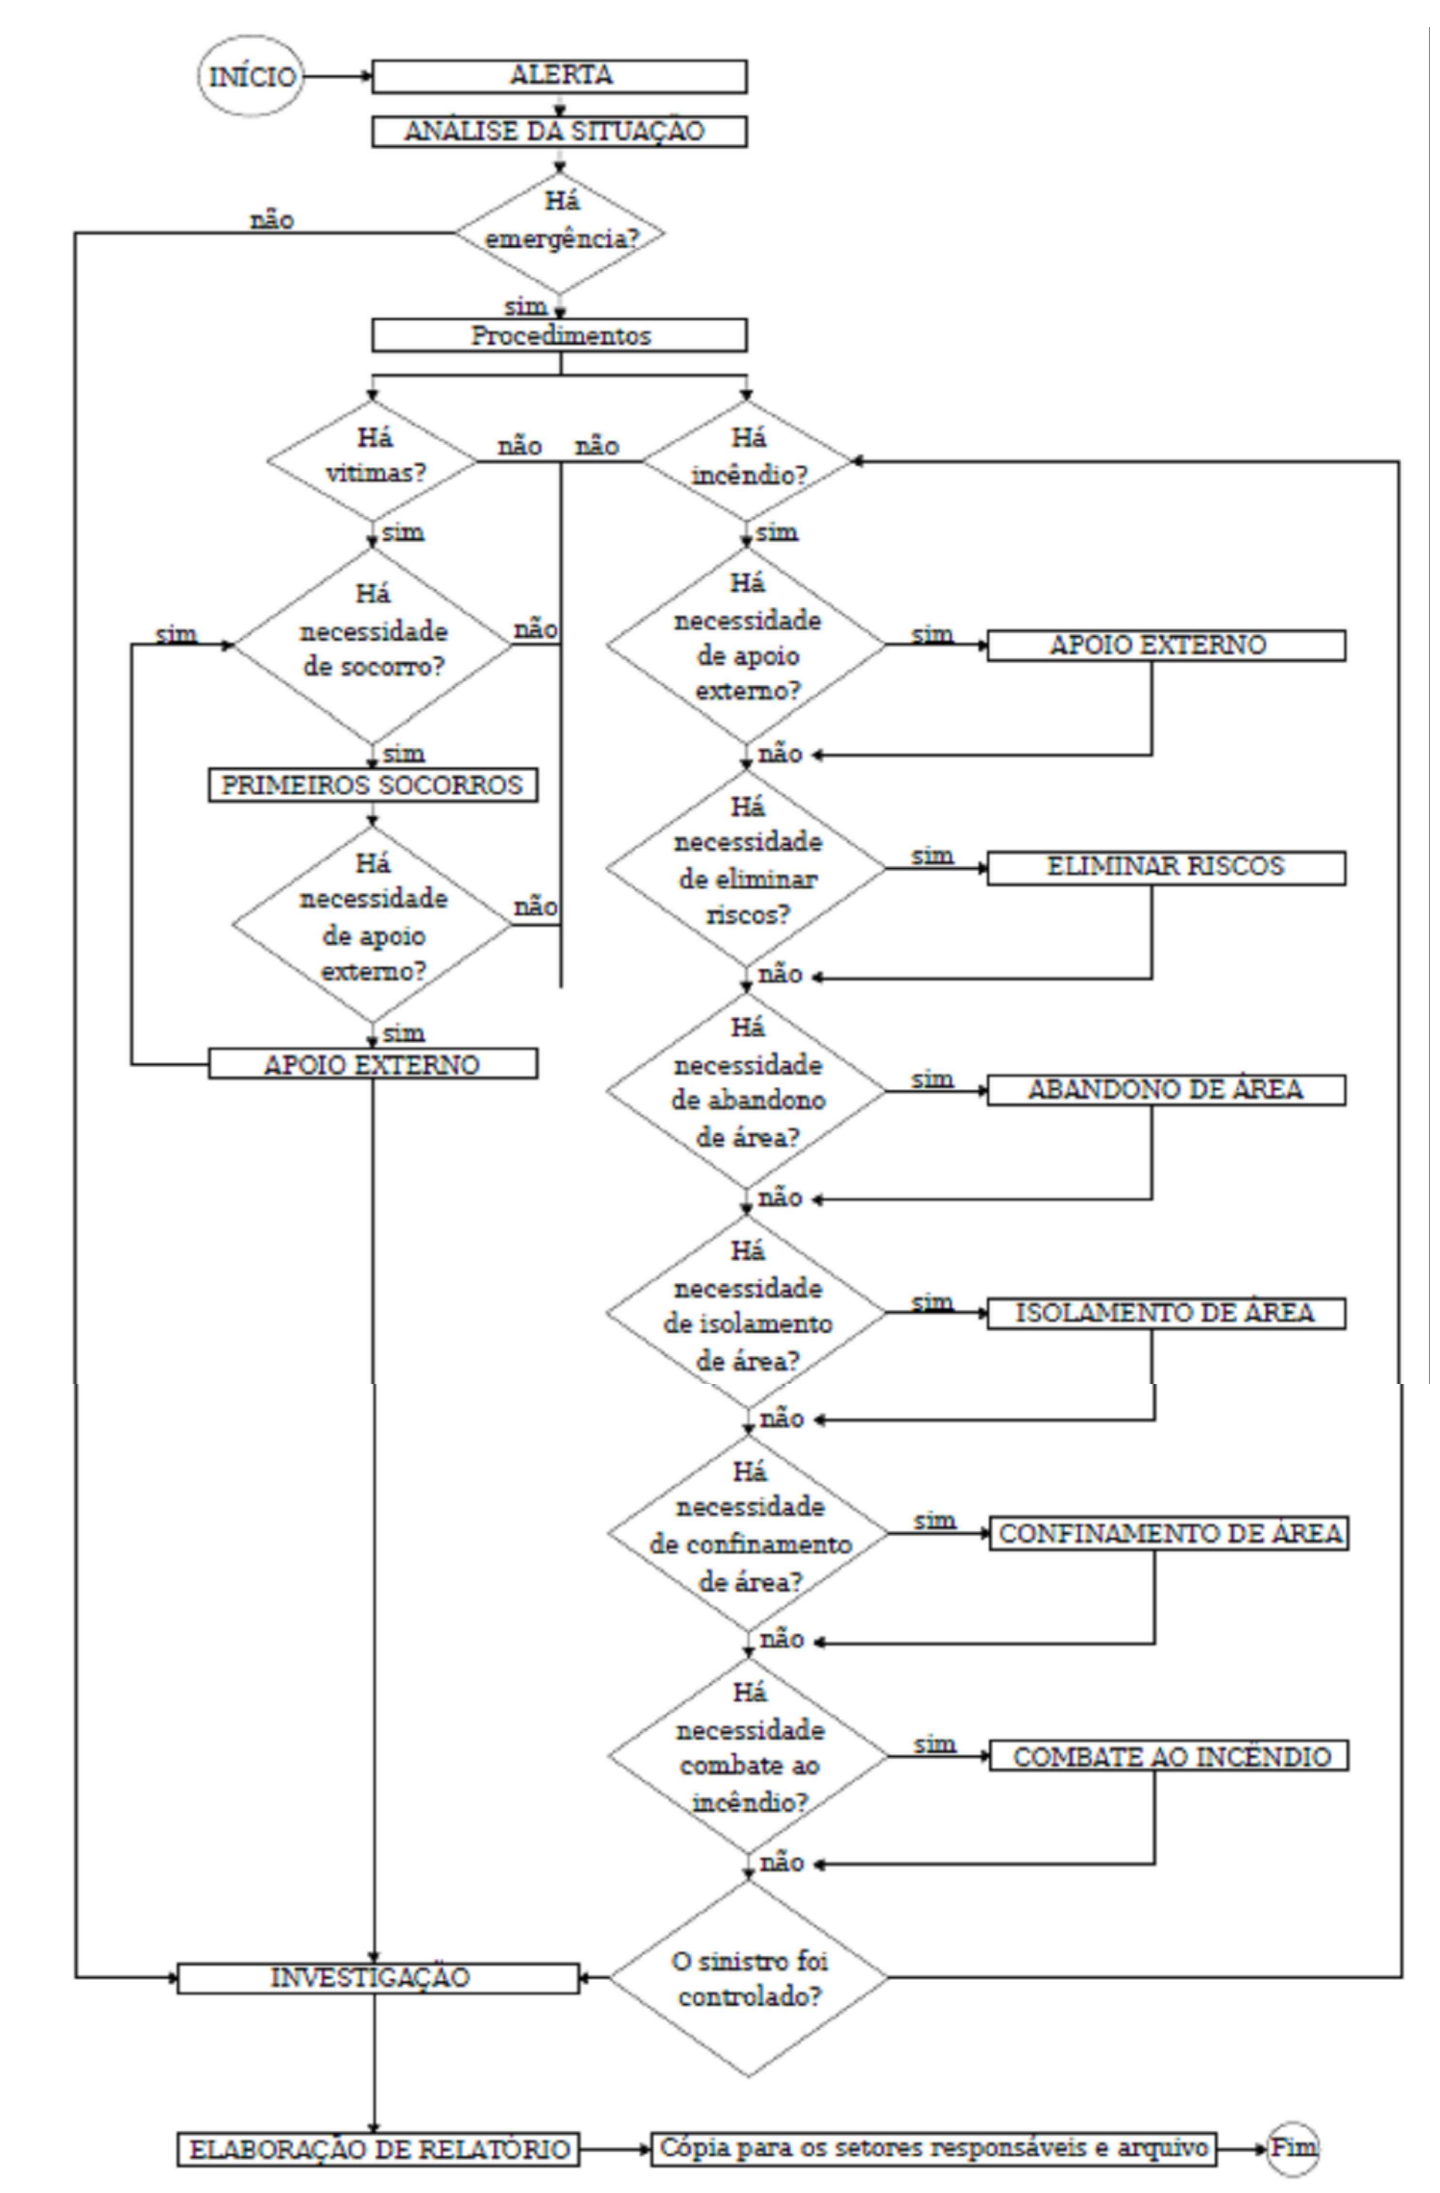 INÍCIO
ALERTA
ANÁLISE DA SITUAÇÃO
Há
emergência?
não
sim
Procedimentos
Há
vitimas?
não
não
Há
incêndio?
sim
sim
Há
necessidade
de socorro?
sim
não
sim
PRIMEIROS SOCORROS
Há
necessidade
de apoio
externo?
não
sim
APOIO EXTERNO
Há
necessidade
de apoio
externo?
sim
APOIO EXTERNO
não
Há
necessidade
de eliminar
riscos?
sim
ELIMINAR RISCOS
não
Há
necessidade
de abandono
de área?
sim
ABANDONO DE ÁREA
não
Há
necessidade
de isolamento
de área?
sim
ISOLAMENTO DE ÁREA
não
Há
necessidade
de confinamento
de área?
sim
CONFINAMENTO DE ÁREA
não
Há
necessidade
combate ao
incêndio?
sim
COMBATE AO INCÊNDIO
não
O sinistro foi
controlado?
INVESTIGAÇÃO
ELABORAÇÃO DE RELATÓRIO
Cópia para os setores responsáveis e arquivo
Fim